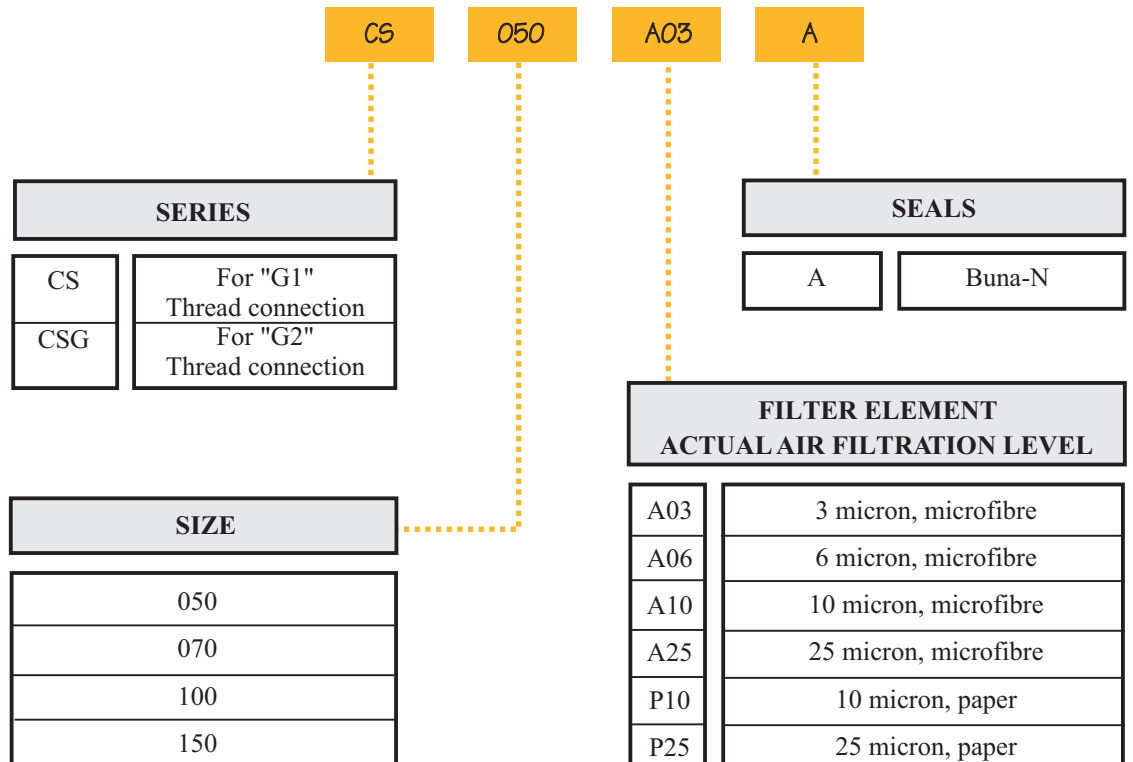 CS 050 A03 A
SERIES
CS For "G1"
Thread connection
CSG For "G2"
Thread connection
SIZE
050
070
100
150
SEALS
A Buna-N
FILTER ELEMENT
ACTUAL AIR FILTRATION LEVEL
A03 3 micron, microfibre
A06 6 micron, microfibre
A10 10 micron, microfibre
A25 25 micron, microfibre
P10 10 micron, paper
P25 25 micron, paper